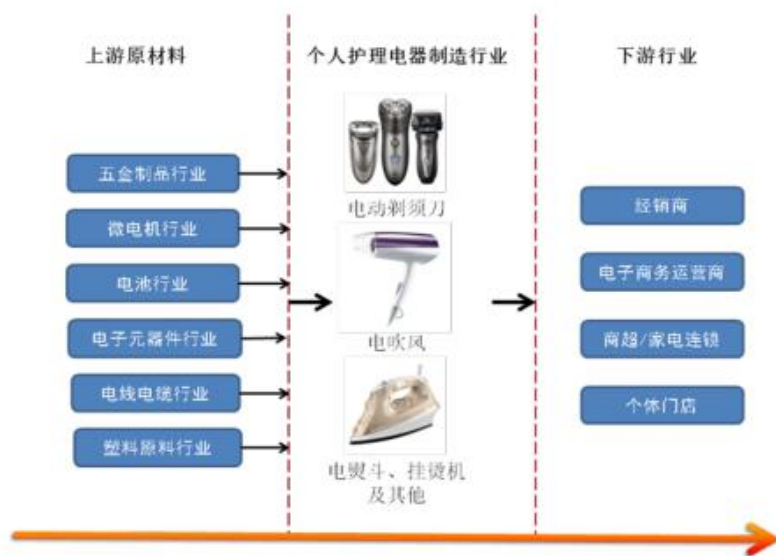 上游原材料
个人护理电器制造行业
下游行业
五金制品行业
微电机行业
电池行业
电子元器件行业
电线电缆行业
塑料原料行业
电动剃须刀
电吹风
电熨斗、挂烫机
及其他
经销商
电子商务运营商
商超/家电连锁
个体门店